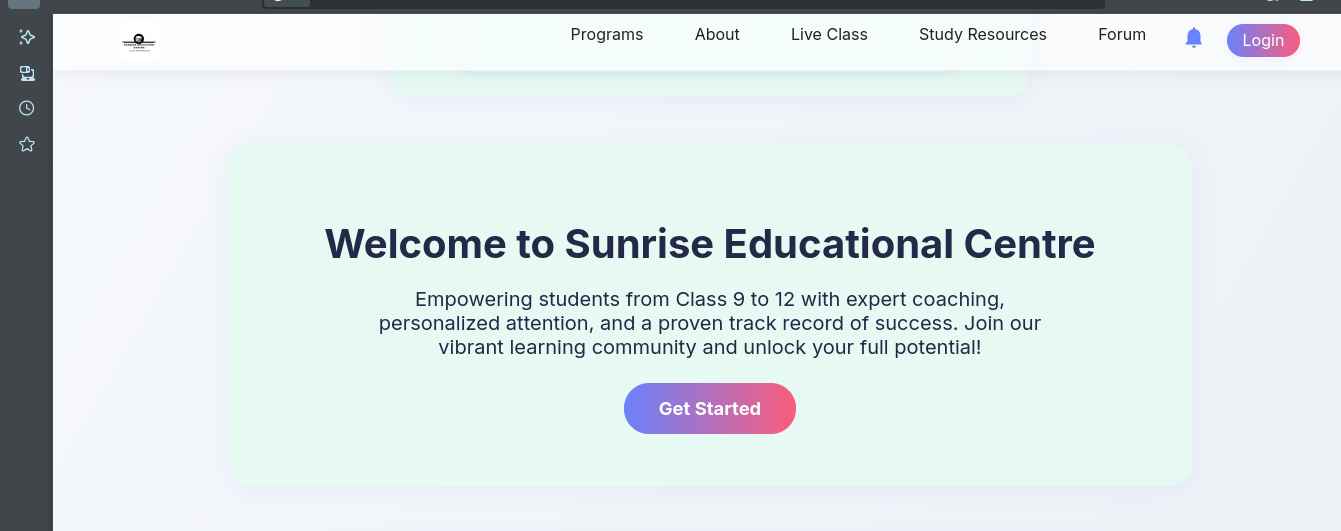 Programs About Live Class Study Resources Forum Login
Welcome to Sunrise Educational Centre
Empowering students from Class 9 to 12 with expert coaching,
personalized attention, and a proven track record of success. Join our
vibrant learning community and unlock your full potential!
Get Started